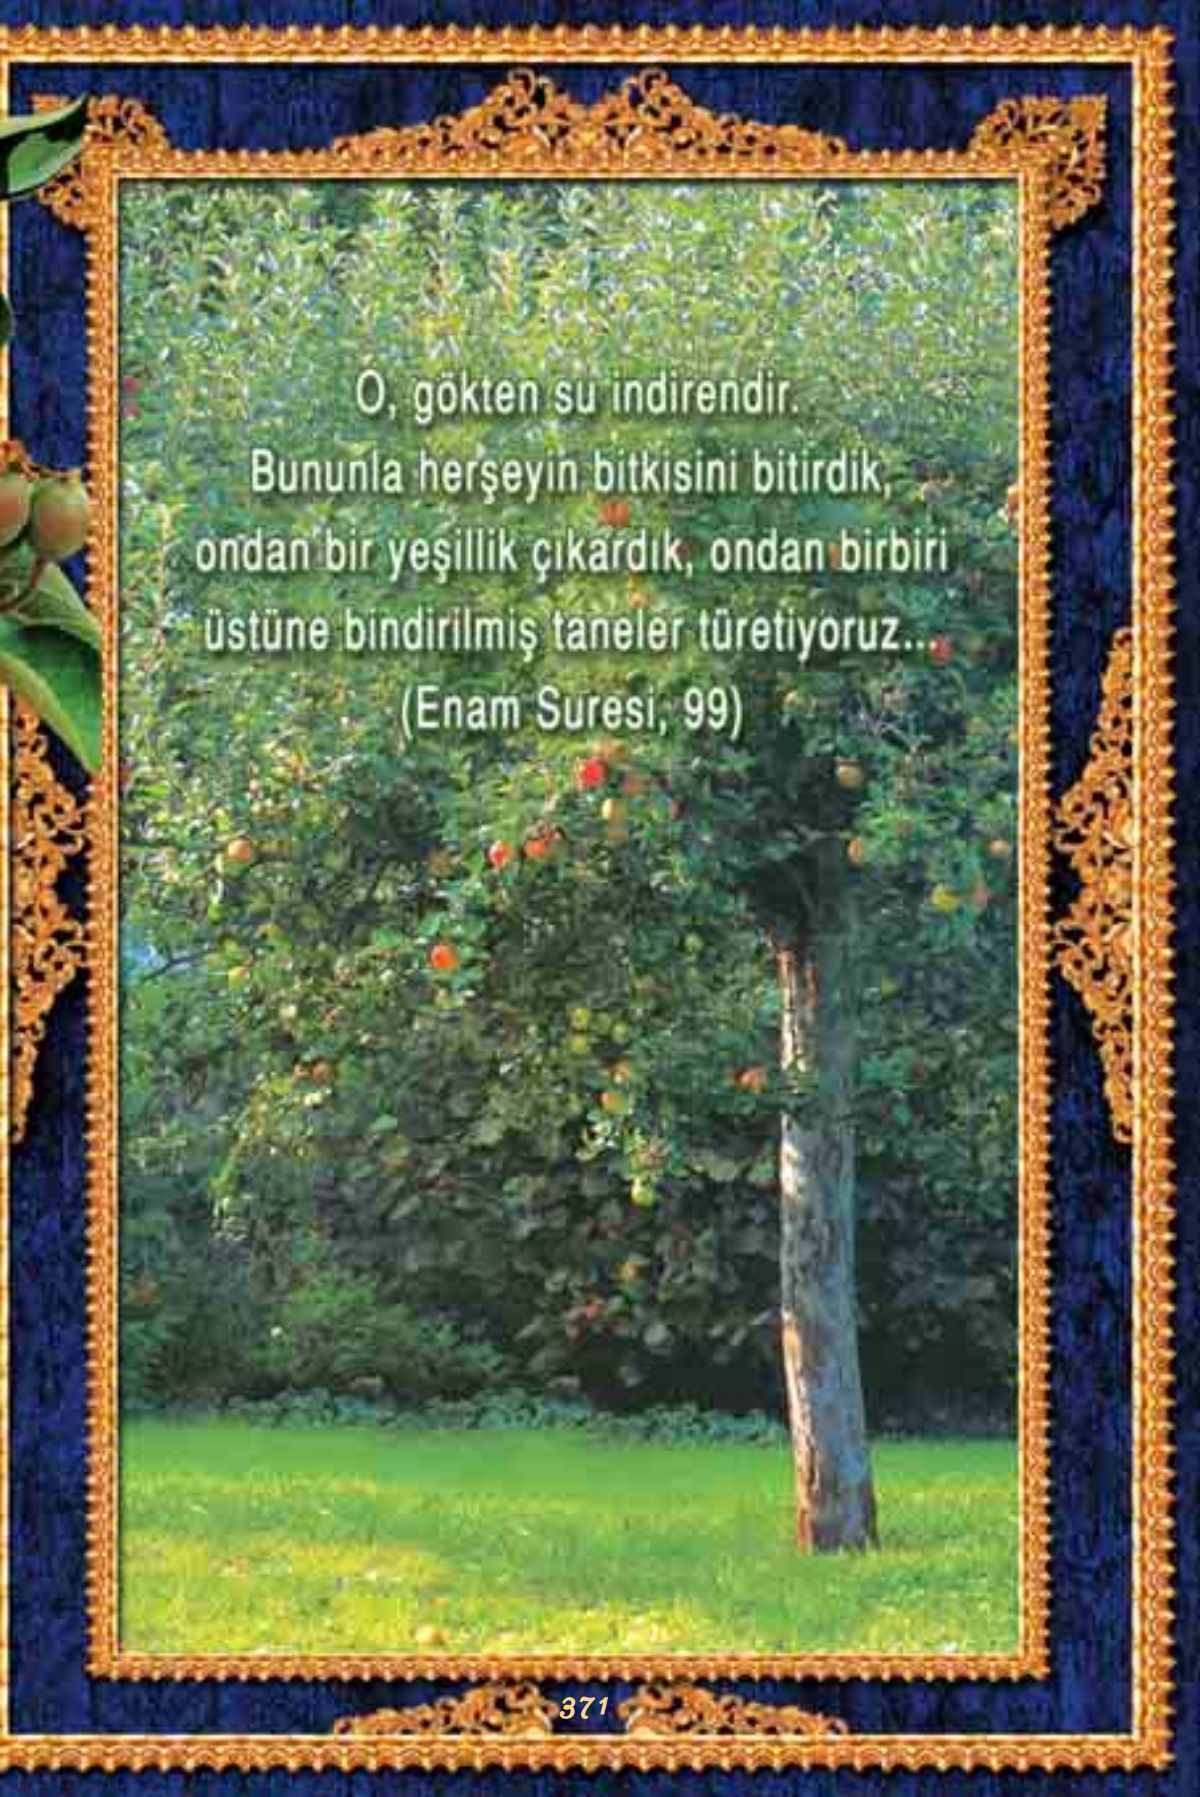 O, gökten su indirendir.
Bununla herşeyin bitkisini bitirdik,
ondan bir yeşillik çıkardık, ondan birbiri
üstüne bindirilmiş taneler türetiyoruz...
(Enam Suresi, 99)
371